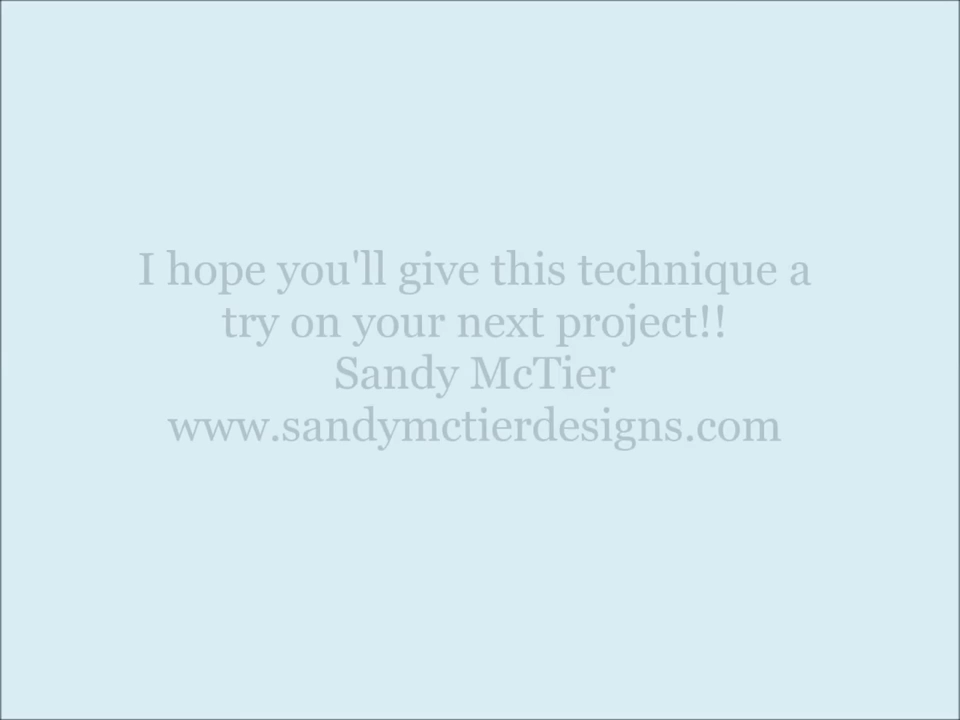 I hope you'll give this technique a
try on your next project!!
Sandy McTier
www.sandymctierdesigns.com